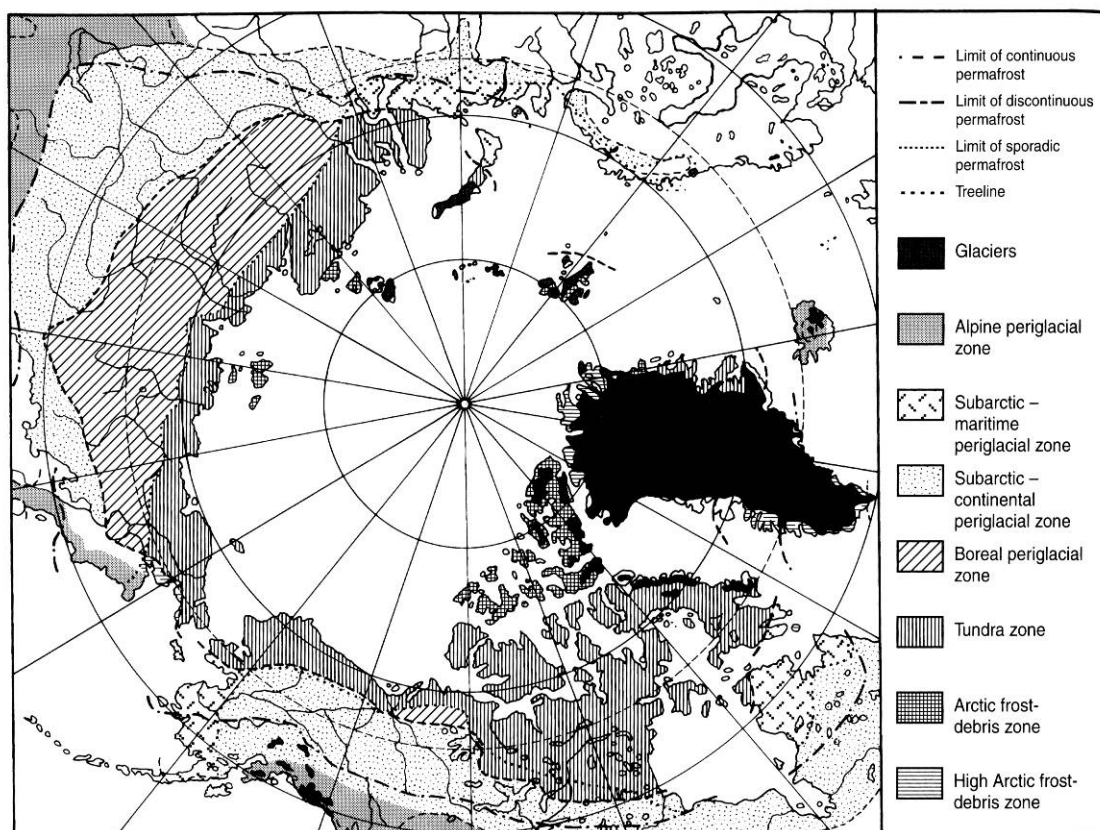 Limit of continuous
permafrost
Limit of discontinuous
permafrost
Limit of sporadic
permafrost
Treeline
Glaciers
Alpine periglacial
zone
Subarctic –
maritime
periglacial zone
Subarctic –
continental
periglacial zone
Boreal periglacial
zone
Tundra zone
Arctic frost-
debris zone
High Arctic frost-
debris zone